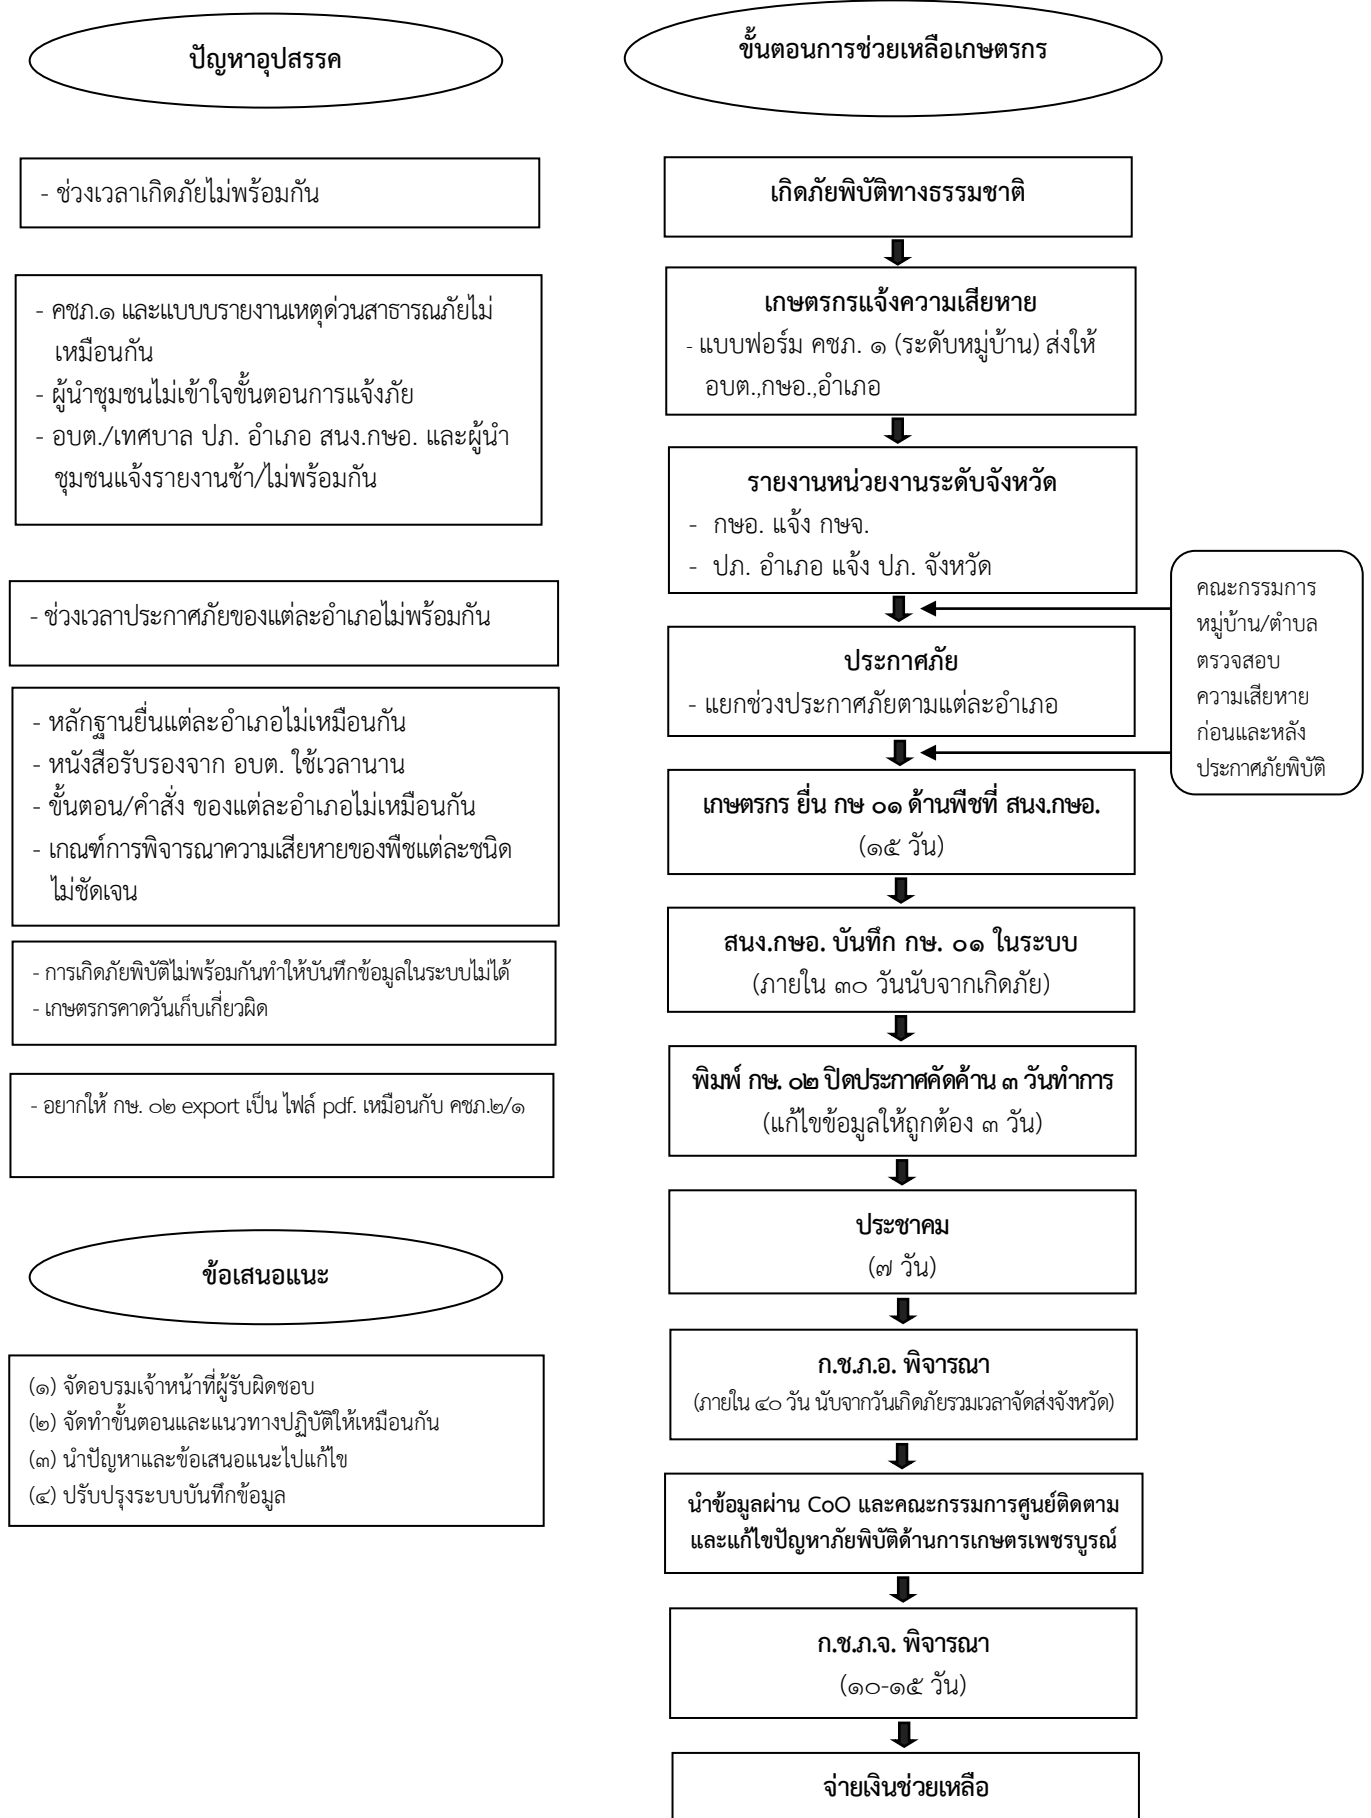 ปัญหาอุปสรรค
- ช่วงเวลาเกิดภัยไม่พร้อมกัน
- คชภ.๑ และแบบบรายงานเหตุด่วนสาธารณภัยไม่
เหมือนกัน
- ผู้นำชุมชนไม่เข้าใจขั้นตอนการแจ้งภัย
- อบต./เทศบาล ปภ. อำเภอ สนง.กษอ. และผู้นำ
ชุมชนแจ้งรายงานช้า/ไม่พร้อมกัน
- ช่วงเวลาประกาศภัยของแต่ละอำเภอไม่พร้อมกัน
- หลักฐานยื่นแต่ละอำเภอไม่เหมือนกัน
- หนังสือรับรองจาก อบต. ใช้เวลานาน
- ขั้นตอน/คำสั่ง ของแต่ละอำเภอไม่เหมือนกัน
- เกณฑ์การพิจารณาความเสียหายของพืชแต่ละชนิด
ไม่ชัดเจน
- การเกิดภัยพิบัติไม่พร้อมกันทำให้บันทึกข้อมูลในระบบไม่ได้
- เกษตรกรคาดวันเก็บเกี่ยวผิด
- อยากให้ กษ. ๐๒ export เป็น ไฟล์ pdf. เหมือนกับ คชภ.๒/๑
ข้อเสนอแนะ
(๑) จัดอบรมเจ้าหน้าที่ผู้รับผิดชอบ
(๒) จัดทำขั้นตอนและแนวทางปฏิบัติให้เหมือนกัน
(๓) นำปัญหาและข้อเสนอแนะไปแก้ไข
(๔) ปรับปรุงระบบบันทึกข้อมูล
ขั้นตอนการช่วยเหลือเกษตรกร
เกิดภัยพิบัติทางธรรมชาติ
เกษตรกรแจ้งความเสียหาย
- แบบฟอร์ม คชภ. ๑ (ระดับหมู่บ้าน) ส่งให้
อบต.,กษอ.,อำเภอ
รายงานหน่วยงานระดับจังหวัด
- กษอ. แจ้ง กษจ.
- ปภ. อำเภอ แจ้ง ปภ. จังหวัด
คณะกรรมการ
หมู่บ้าน/ตำบล
ตรวจสอบ
ความเสียหาย
ก่อนและหลัง
ประกาศภัยพิบัติ
ประกาศภัย
- แยกช่วงประกาศภัยตามแต่ละอำเภอ
เกษตรกร ยื่น กษ ๐๑ ด้านพืชที่ สนง.กษอ.
(๑๕ วัน)
สนง.กษอ. บันทึก กษ. ๐๑ ในระบบ
(ภายใน ๓๐ วันนับจากเกิดภัย)
พิมพ์ กษ. ๐๒ ปิดประกาศคัดค้าน ๓ วันทำการ
(แก้ไขข้อมูลให้ถูกต้อง ๓ วัน)
ประชาคม
(๗ วัน)
ก.ช.ภ.อ. พิจารณา
(ภายใน ๔๐ วัน นับจากวันเกิดภัยรวมเวลาจัดส่งจังหวัด)
นำข้อมูลผ่าน CoO และคณะกรรมการศูนย์ติดตาม
และแก้ไขปัญหาภัยพิบัติด้านการเกษตรเพชรบูรณ์
ก.ช.ภ.จ. พิจารณา
(๑๐-๑๕ วัน)
จ่ายเงินช่วยเหลือ